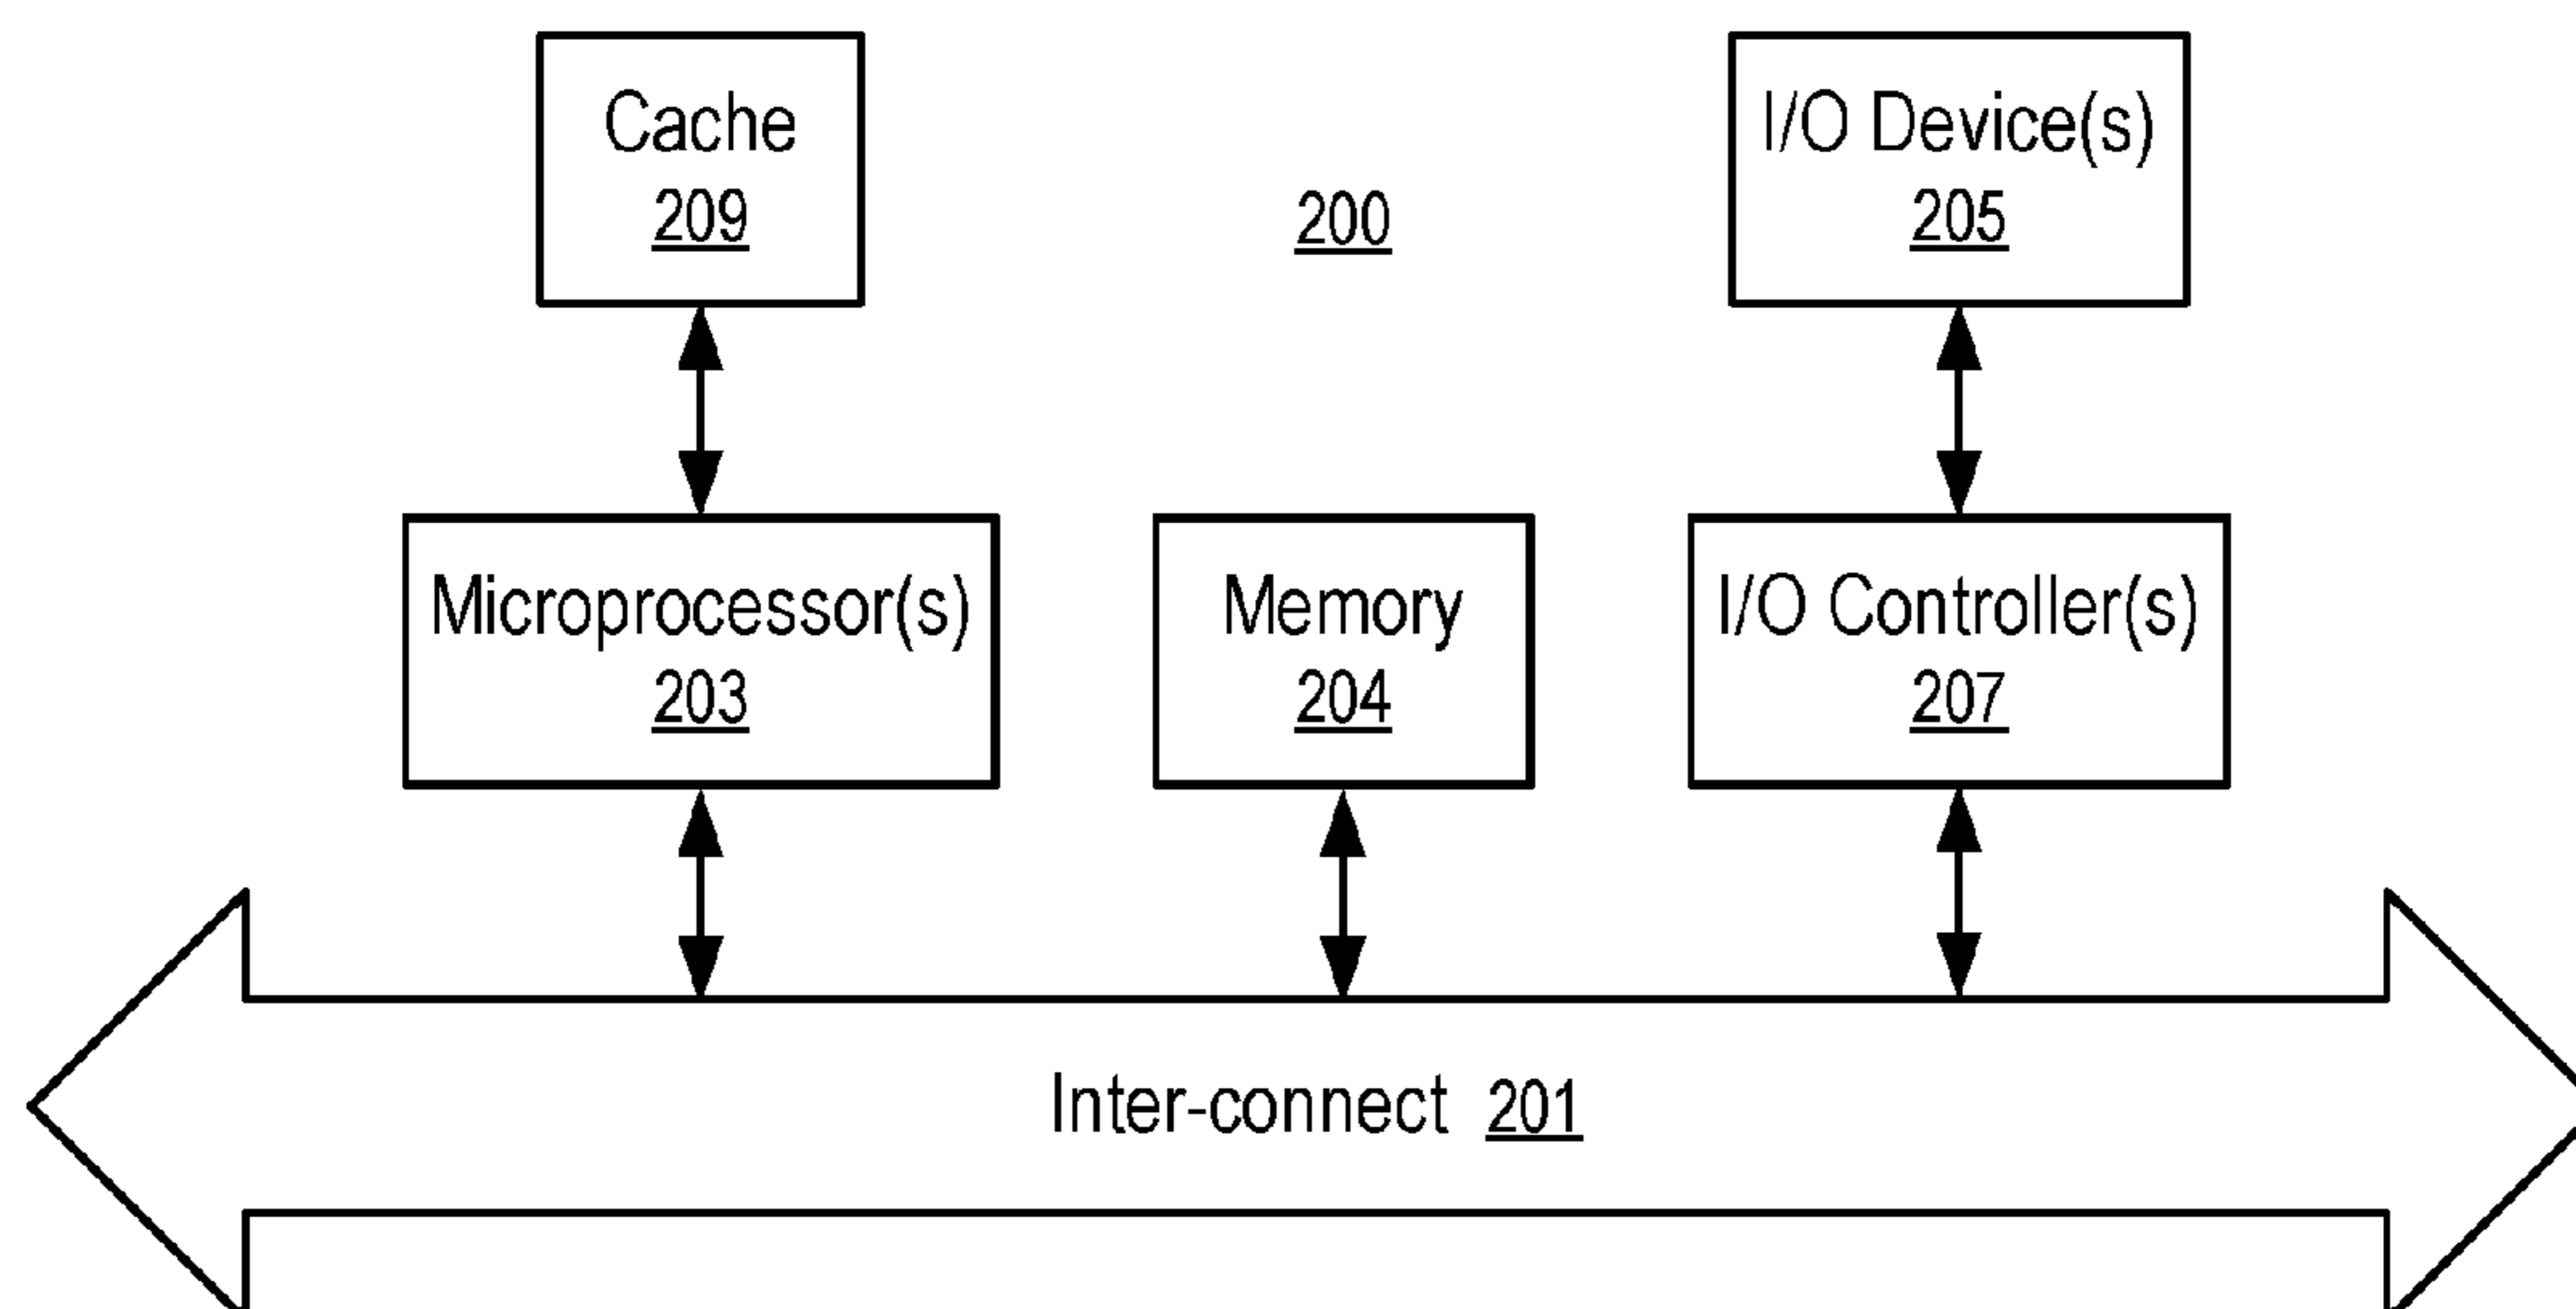 Cache
209
200
I/O Device(s)
205
Microprocessor(s)
203
Memory
204
I/O Controller(s)
207
Inter-connect 201